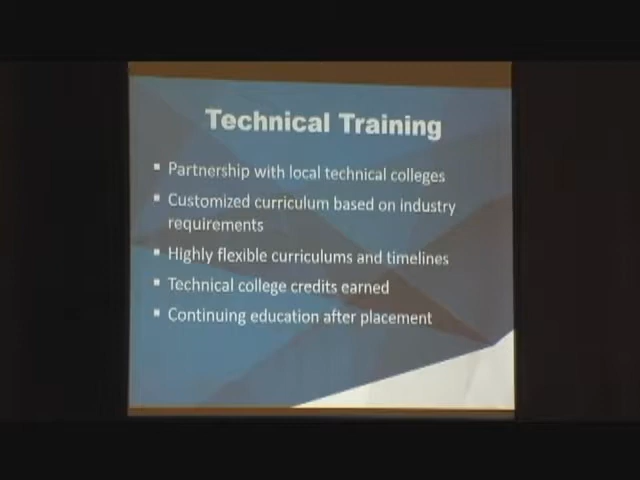 Technical Training
▪ Partnership with local technical colleges
▪ Customized curriculum based on industry
requirements
▪ Highly flexible curriculums and timelines
▪ Technical college credits earned
▪ Continuing education after placement